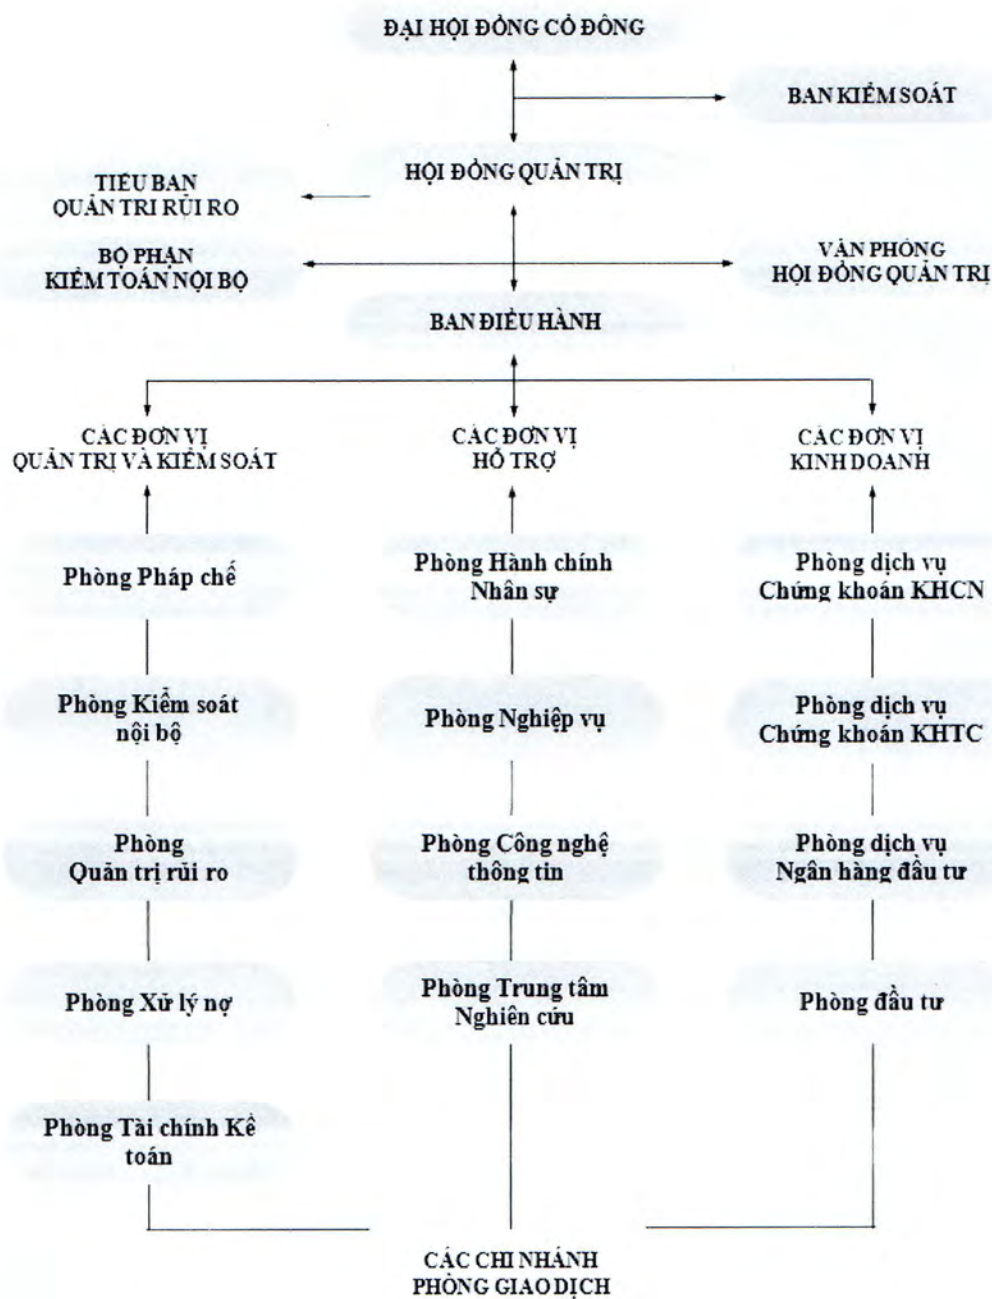 ĐẠI HỘI ĐỒNG CỔ ĐÔNG
BAN KIỂM SOÁT
HỘI ĐỒNG QUẢN TRỊ
TIỂU BAN
QUẢN TRỊ RỦI RO
BỘ PHẬN
KIỂM TOÁN NỘI BỘ
VĂN PHÒNG
HỘI ĐỒNG QUẢN TRỊ
BAN ĐIỀU HÀNH
CÁC ĐƠN VỊ
QUẢN TRỊ VÀ KIỂM SOÁT
CÁC ĐƠN VỊ
HỖ TRỢ
CÁC ĐƠN VỊ
KINH DOANH
Phòng Pháp chế
Phòng Hành chính
Nhân sự
Phòng dịch vụ
Chứng khoán KHCN
Phòng Kiểm soát
nội bộ
Phòng Nghiệp vụ
Phòng dịch vụ
Chứng khoán KHTC
Phòng
Quản trị rủi ro
Phòng Công nghệ
thông tin
Phòng dịch vụ
Ngân hàng đầu tư
Phòng Xử lý nợ
Phòng Trung tâm
Nghiên cứu
Phòng đầu tư
Phòng Tài chính Kế
toán
CÁC CHI NHÁNH
PHÒNG GIAO DỊCH